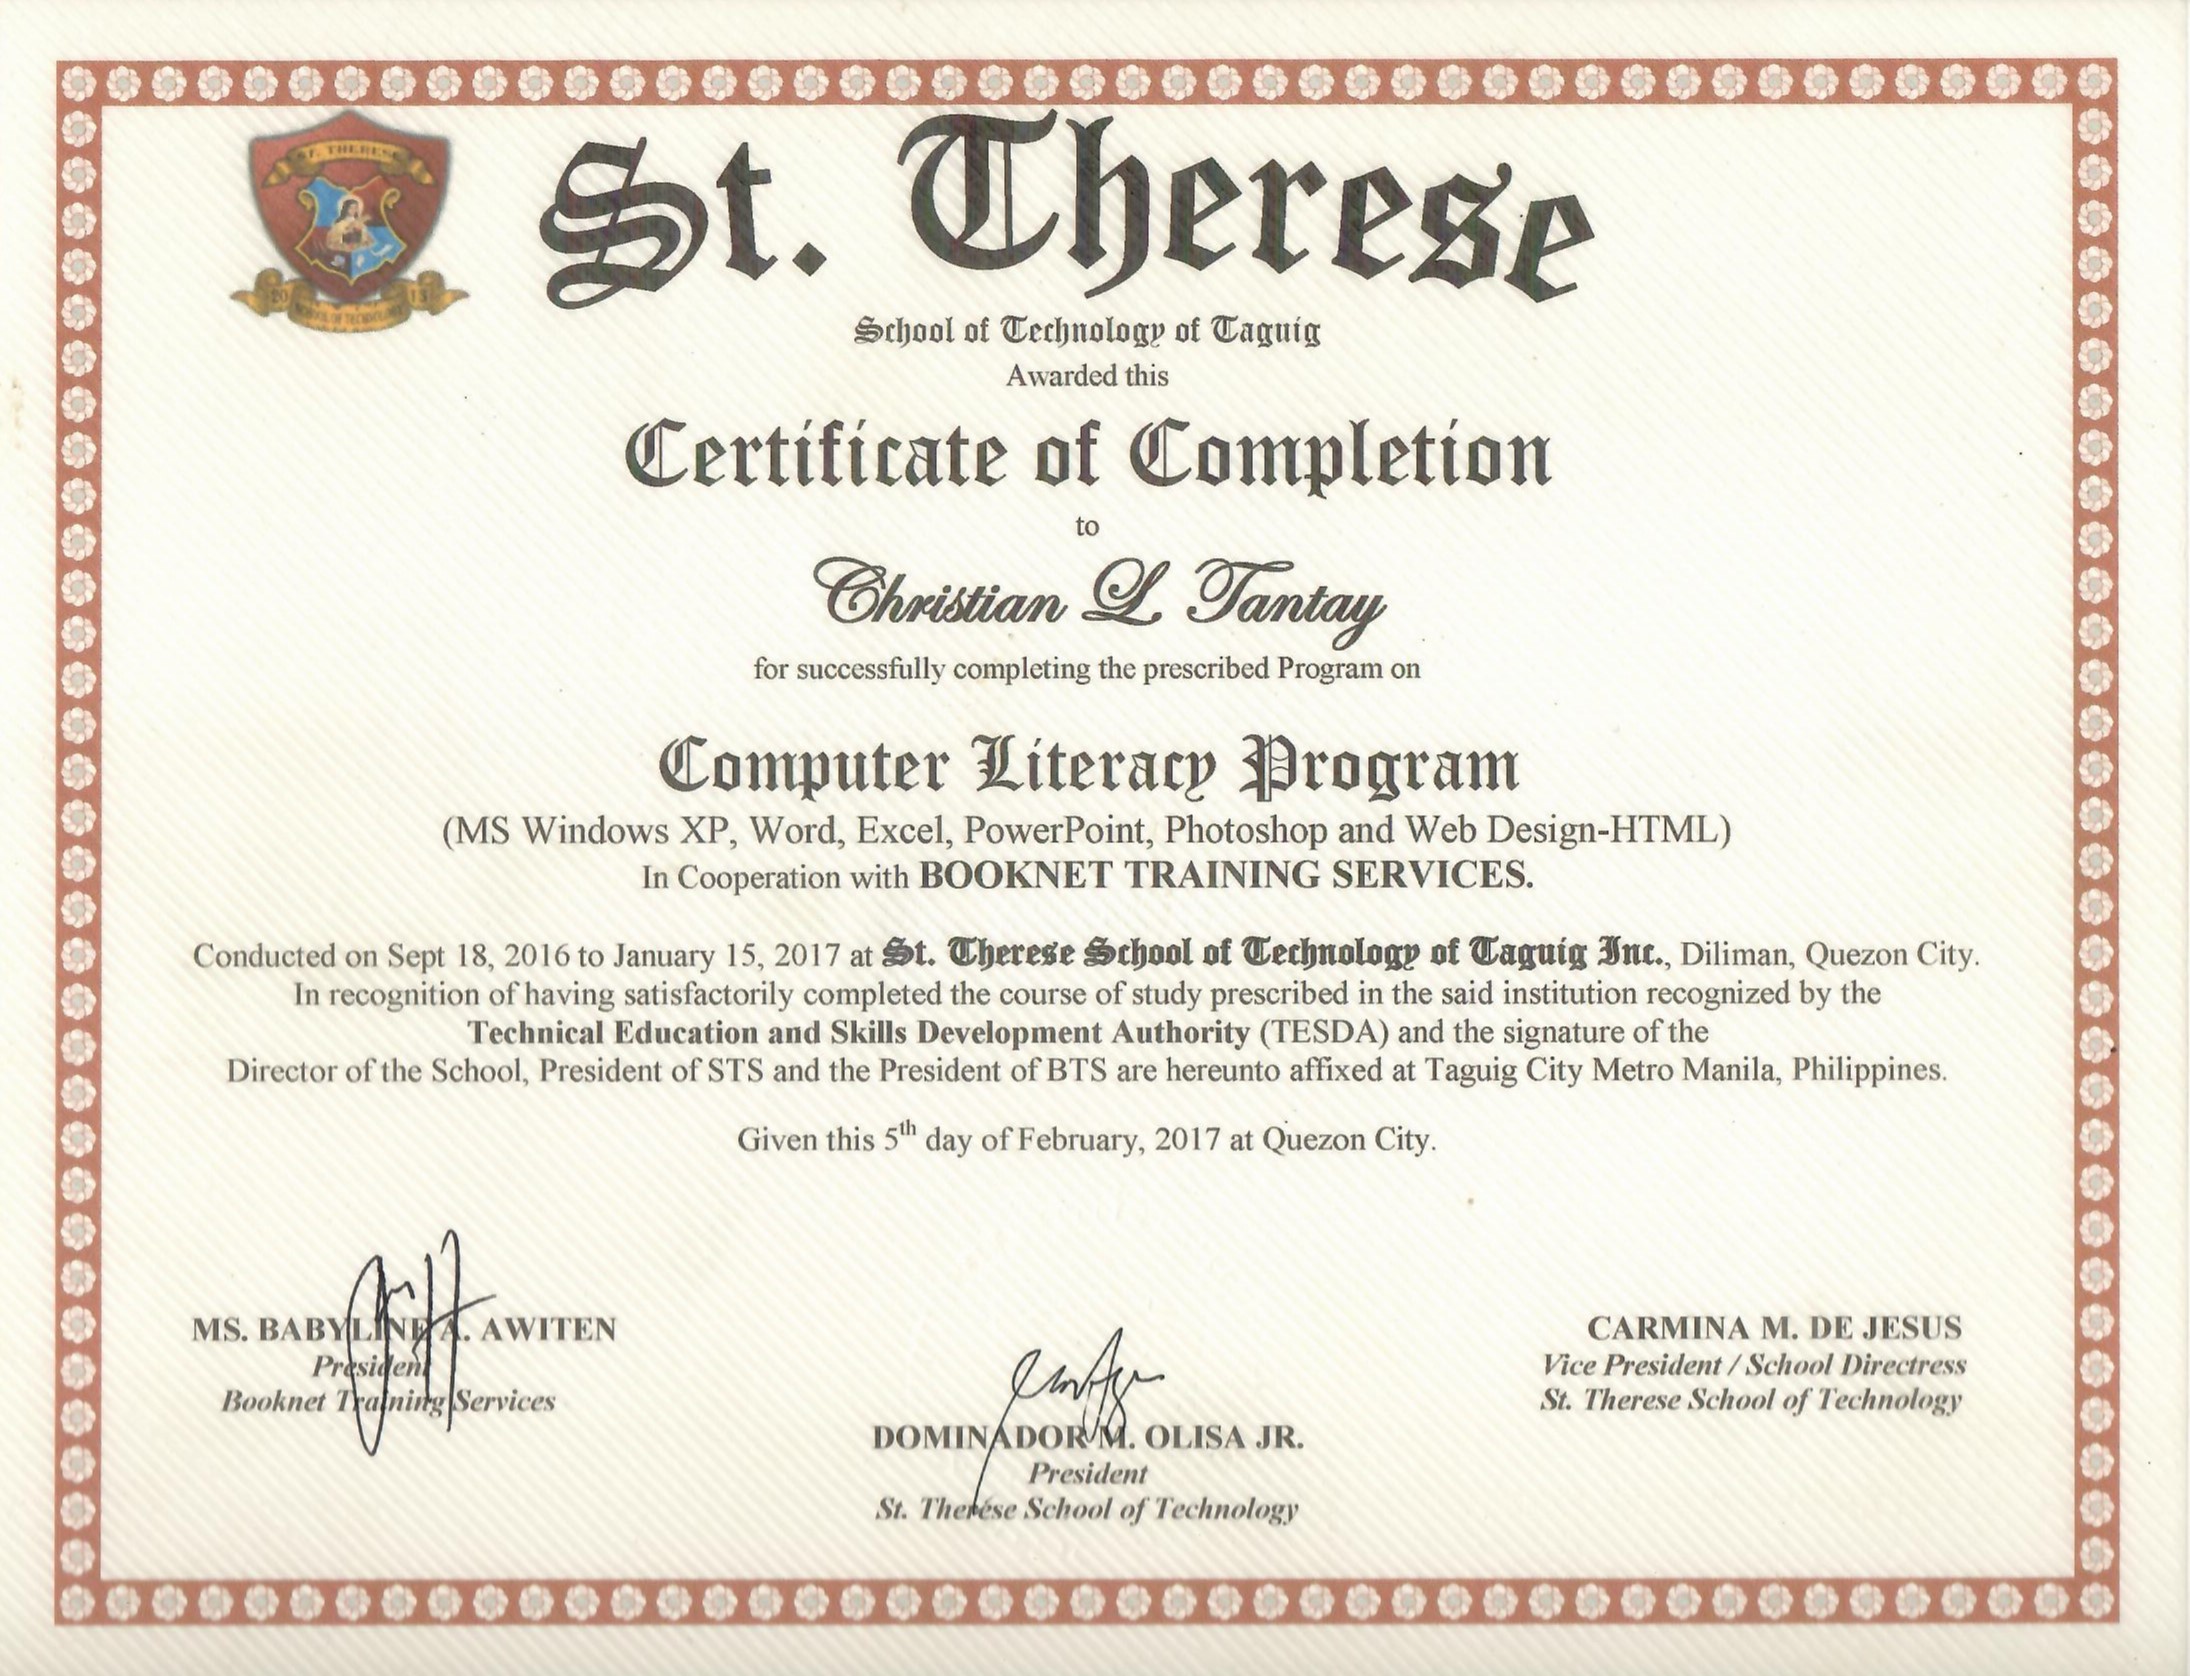 ST. THERESE
20 13
SCHOOL OF TECHNOLOGY
St. Therese
School of Technology of Taguig
Awarded this
Certificate of Completion
to
Christian L. Tantay
for successfully completing the prescribed Program on
Computer Literacy Program
(MS Windows XP, Word, Excel, PowerPoint, Photoshop and Web Design-HTML)
In Cooperation with BOOKNET TRAINING SERVICES.
Conducted on Sept 18, 2016 to January 15, 2017 at St. Therese School of Technology of Taguig Inc., Diliman, Quezon City.
In recognition of having satisfactorily completed the course of study prescribed in the said institution recognized by the
Technical Education and Skills Development Authority (TESDA) and the signature of the
Director of the School, President of STS and the President of BTS are hereunto affixed at Taguig City Metro Manila, Philippines.
Given this 5th day of February, 2017 at Quezon City.
MS. BABYLINE A. AWITEN
President
Booknet Training Services
DOMINADOR M. OLISA JR.
President
St. Therese School of Technology
CARMINA M. DE JESUS
Vice President / School Directress
St. Therese School of Technology